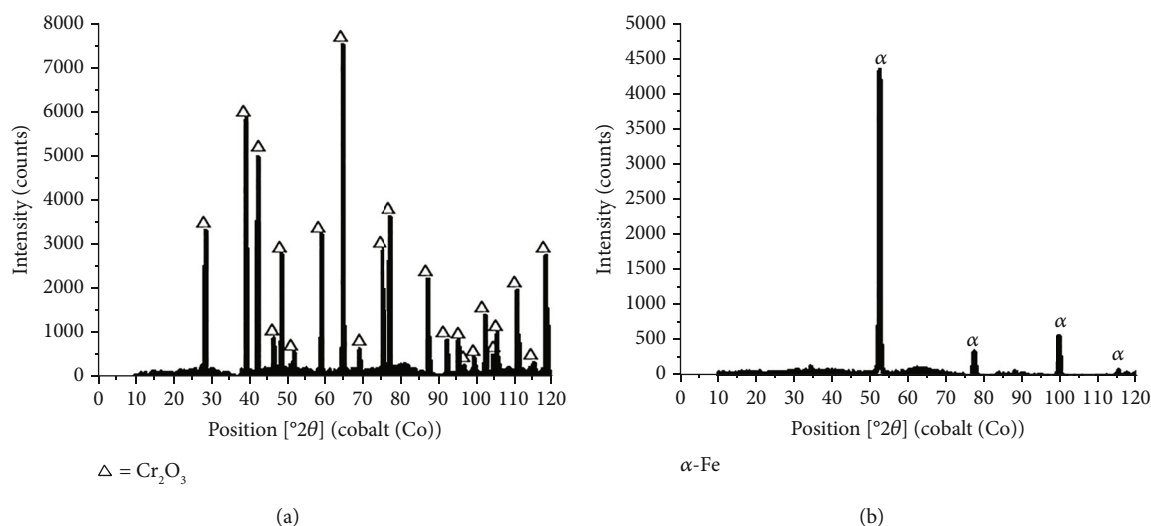 8000
7000
6000
5000
4000
3000
2000
1000
0
Intensity (counts)
0 10 20 30 40 50 60 70 80 90 100 110 120
Position [°2θ] (cobalt (Co))
△ = Cr₂O₃
(a)
5000
4500
4000
3500
3000
2500
2000
1500
1000
500
0
Intensity (counts)
α
α
α
α
0 10 20 30 40 50 60 70 80 90 100 110 120
Position [°2θ] (cobalt (Co))
α-Fe
(b)